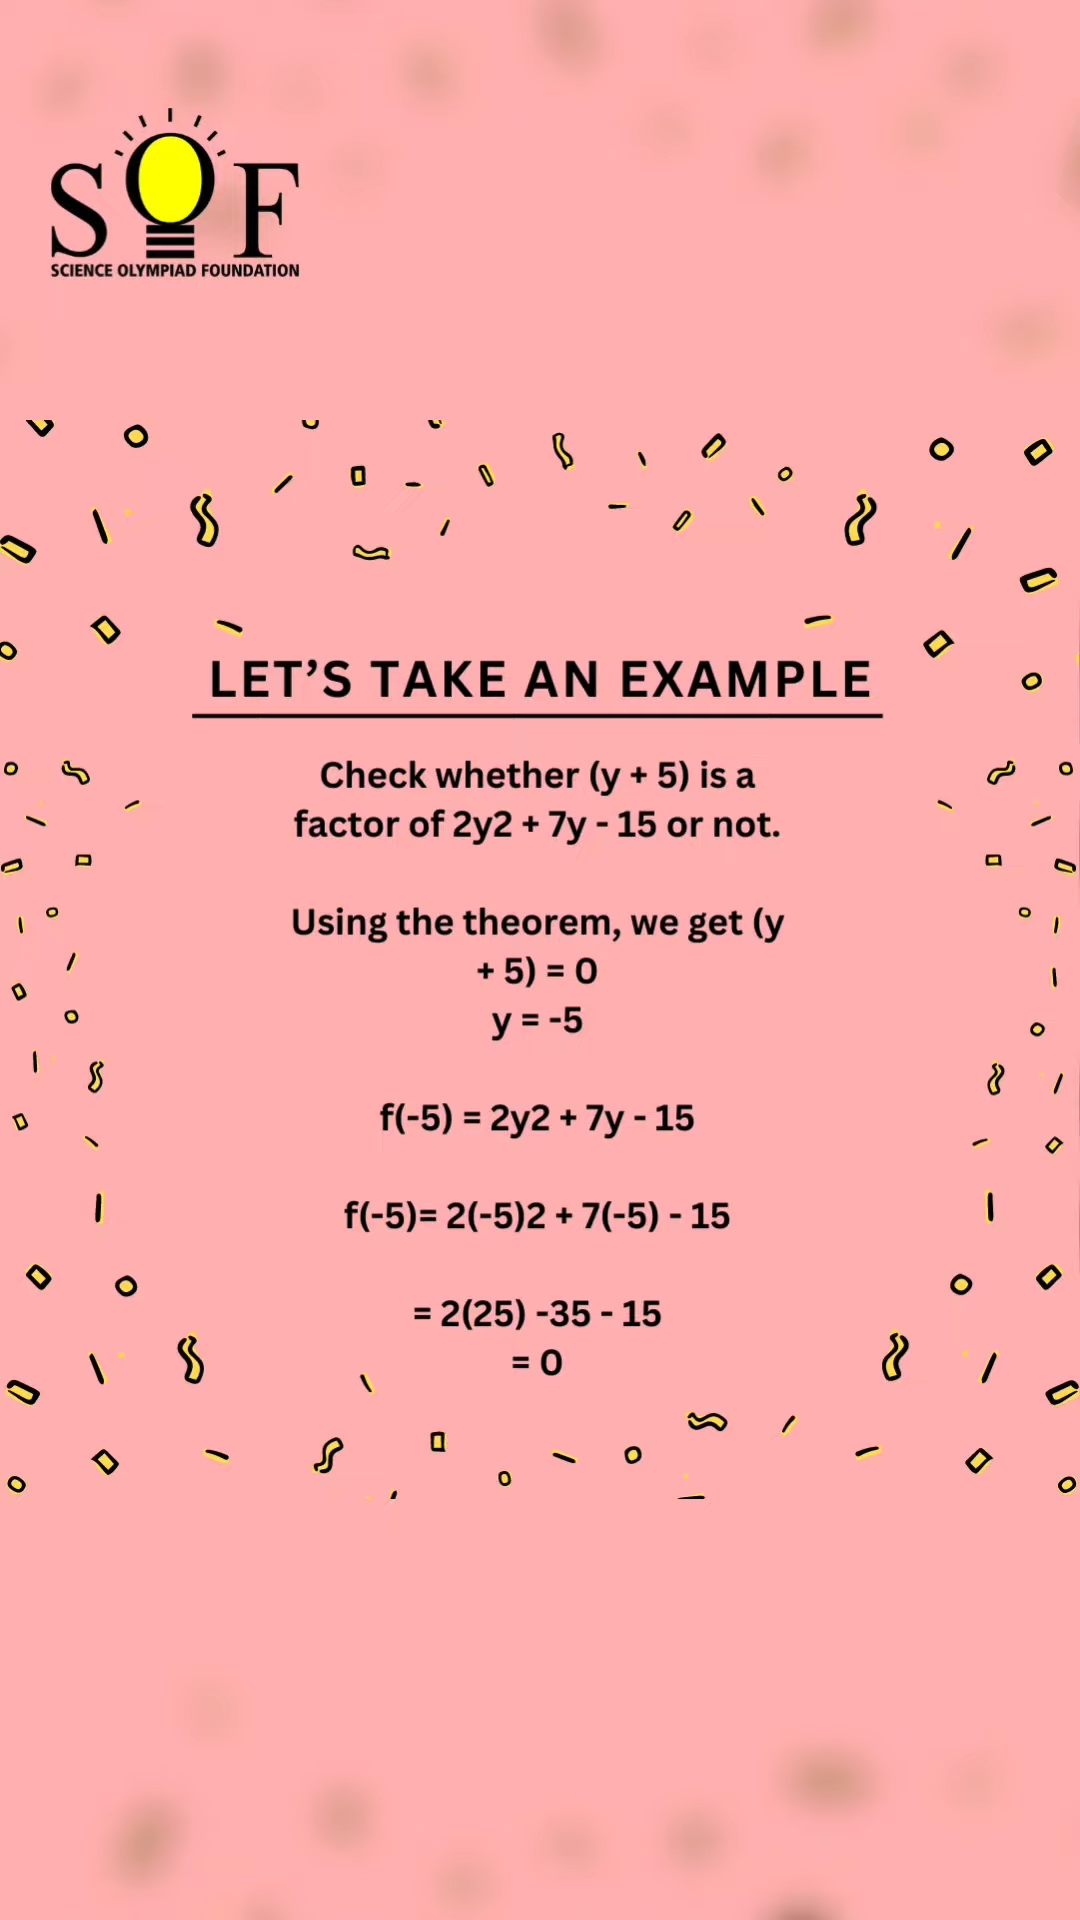 SOF
SCIENCE OLYMPIAD FOUNDATION
LET’S TAKE AN EXAMPLE
Check whether (y + 5) is a
factor of 2y2 + 7y - 15 or not.
Using the theorem, we get (y
+ 5) = 0
y = -5
f(-5) = 2y2 + 7y - 15
f(-5)= 2(-5)2 + 7(-5) - 15
= 2(25) -35 - 15
= 0